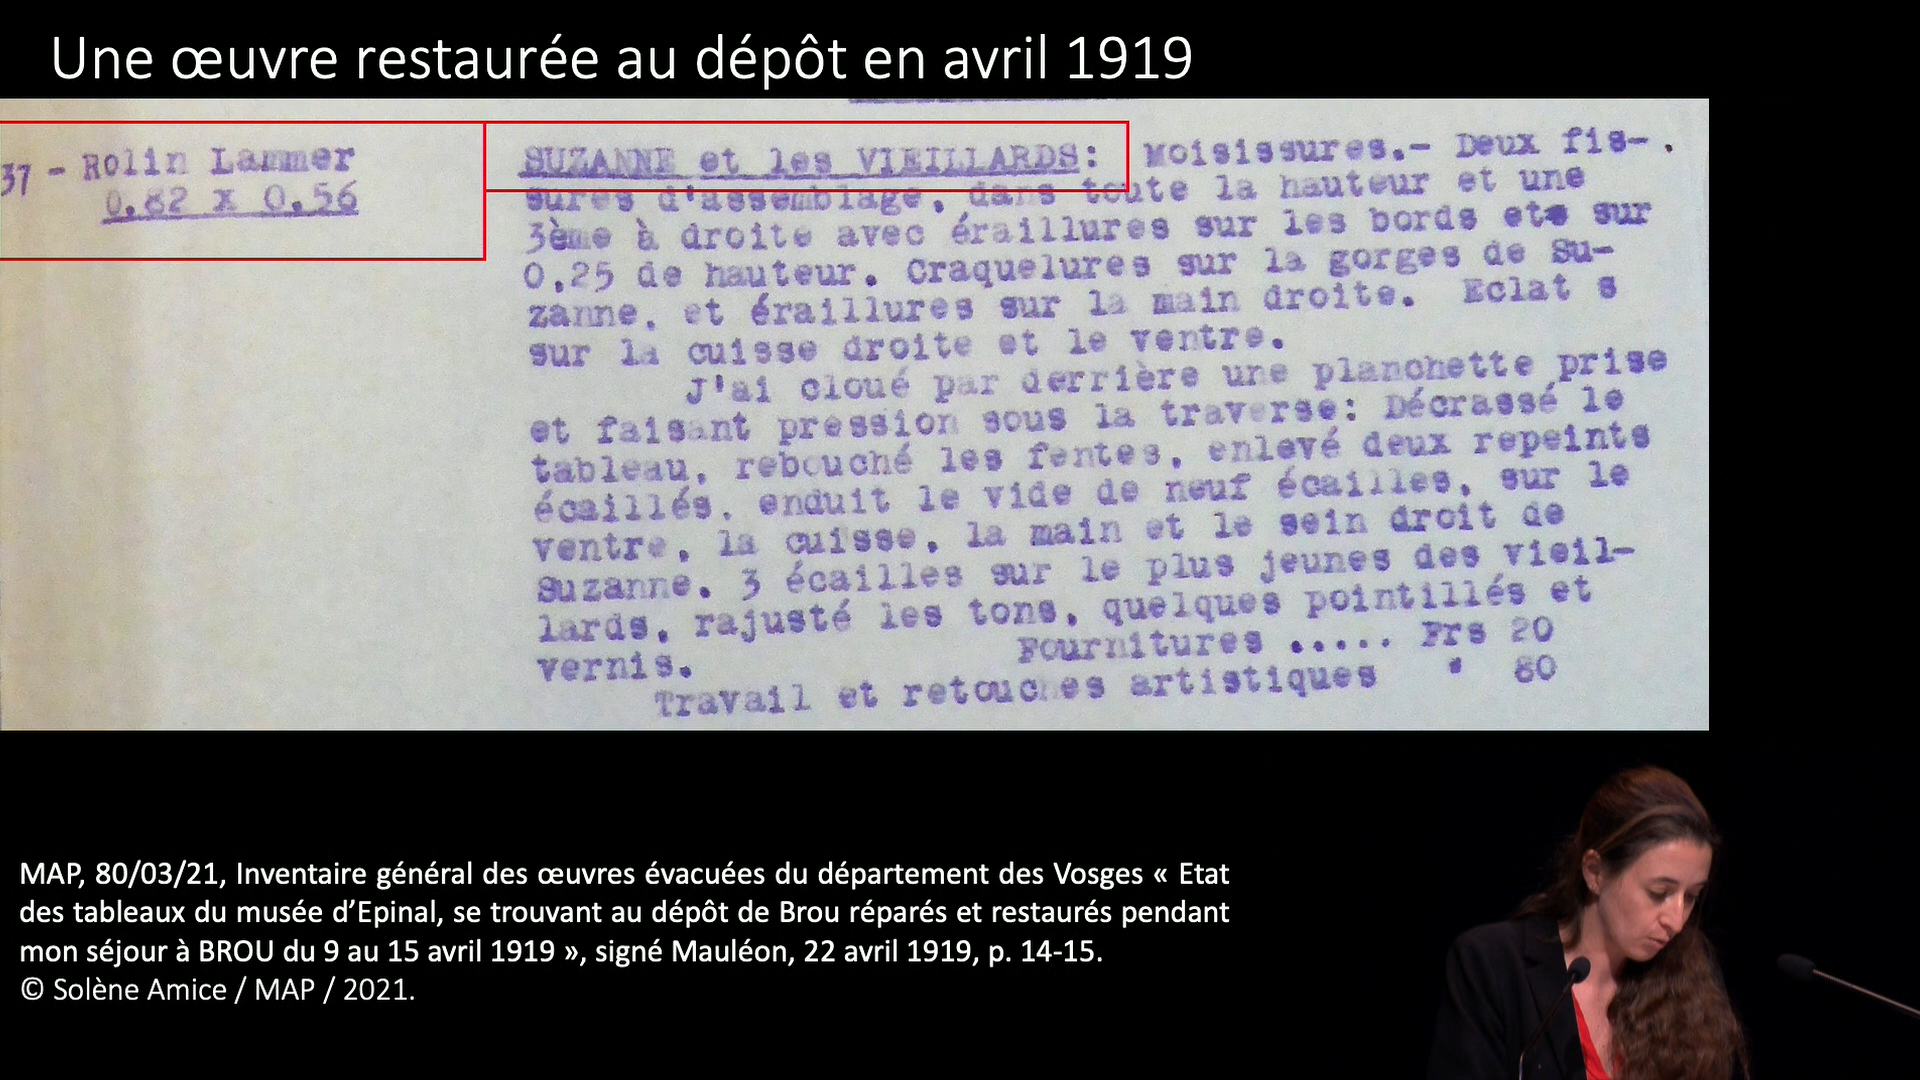 Une œuvre restaurée au dépôt en avril 1919
37 - Rolin Lammer
0.82 x 0.56
SUZANNE et les VIEILLARDS: Moisissures.- Deux fis- .
sures d'assemblage, dans toute la hauteur et une
3ème à droite avec éraillures sur les bords ete sur
0,25 de hauteur. Craquelures sur la gorges de Su-
zanne, et éraillures sur la main droite. Eclat s
sur la cuisse droite et le ventre.
J'ai cloué par derrière une planchette prise
et faisant pression sous la traverse: Décrassé le
tableau, rebouché les fentes, enlevé deux repeints
écaillés, enduit le vide de neuf écailles, sur le
ventre, la cuisse, la main et le sein droit de
Suzanne. 3 écailles sur le plus jeunes des vieil-
lards, rajusté les tons, quelques pointillés et
vernis.
Fournitures ..... Frs 20
Travail et retouches artistiques " 80
MAP, 80/03/21, Inventaire général des œuvres évacuées du département des Vosges « Etat
des tableaux du musée d’Epinal, se trouvant au dépôt de Brou réparés et restaurés pendant
mon séjour à BROU du 9 au 15 avril 1919 », signé Mauléon, 22 avril 1919, p. 14-15.
© Solène Amice / MAP / 2021.